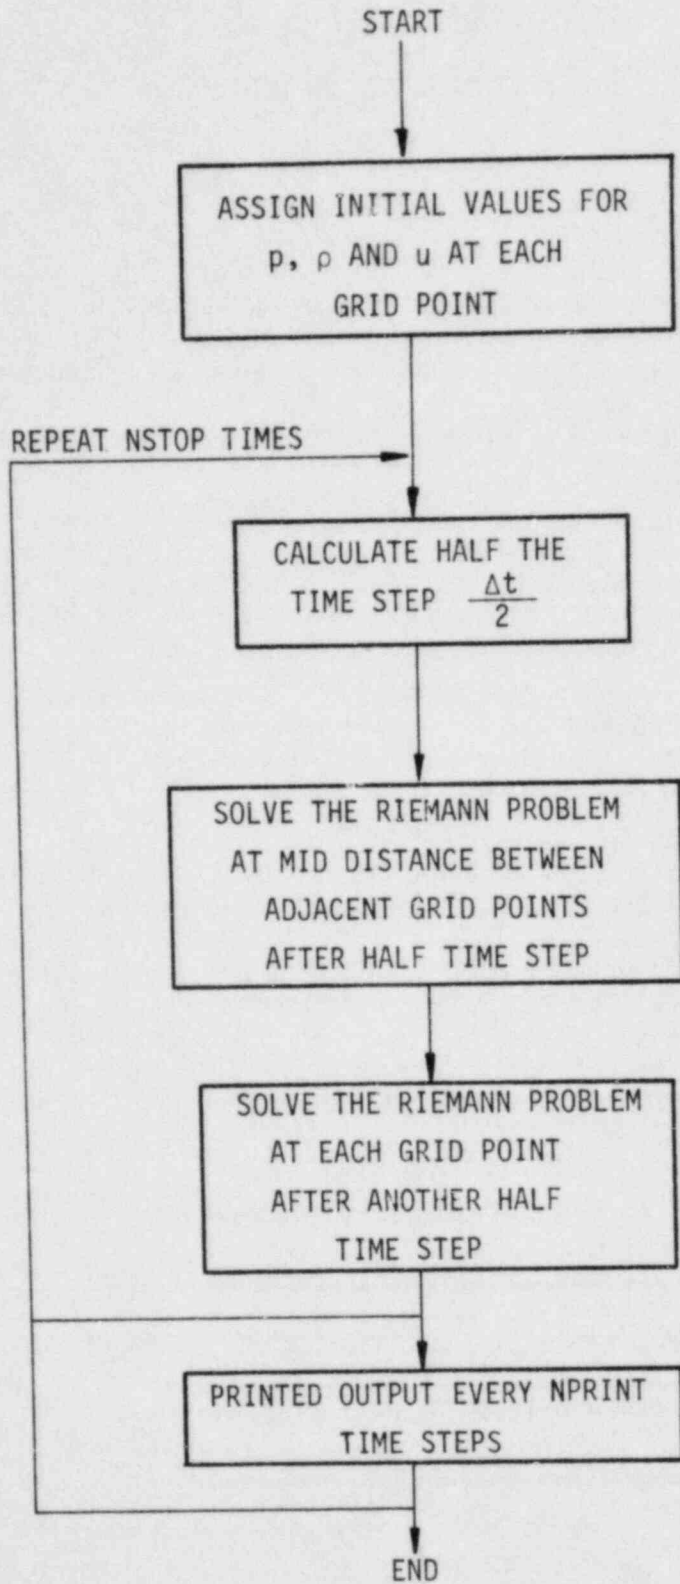 START
ASSIGN INITIAL VALUES FOR
p, ρ AND u AT EACH
GRID POINT
REPEAT NSTOP TIMES
CALCULATE HALF THE
TIME STEP Δt/2
SOLVE THE RIEMANN PROBLEM
AT MID DISTANCE BETWEEN
ADJACENT GRID POINTS
AFTER HALF TIME STEP
SOLVE THE RIEMANN PROBLEM
AT EACH GRID POINT
AFTER ANOTHER HALF
TIME STEP
PRINTED OUTPUT EVERY NPRINT
TIME STEPS
END